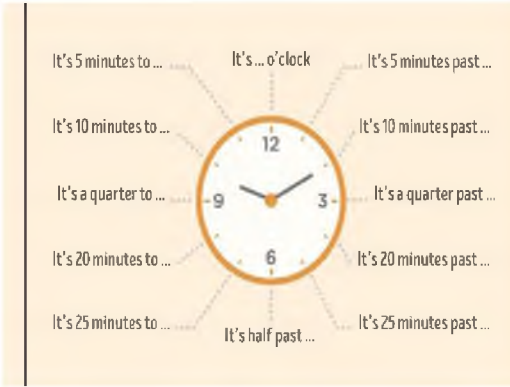 It's 5 minutes to ...
It's ... o'clock
It's 5 minutes past ...
It's 10 minutes to ...
12
It's 10 minutes past ...
It's a quarter to ...
9
3
It's a quarter past ...
It's 20 minutes to ...
6
It's 20 minutes past ...
It's 25 minutes to ...
It's half past ...
It's 25 minutes past ...